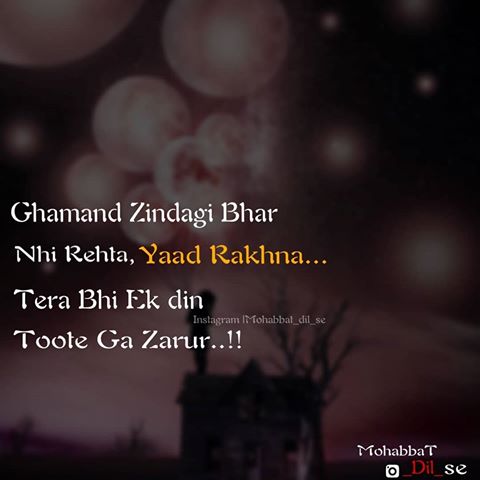 Ghamand Zindagi Bhar
Nhi Rehta, Yaad Rakhna...
Tera Bhi Ek din
Instagram |Mohabbat_dil_se
Toote Ga Zarur..!!
MohabbaT
_Dil_se